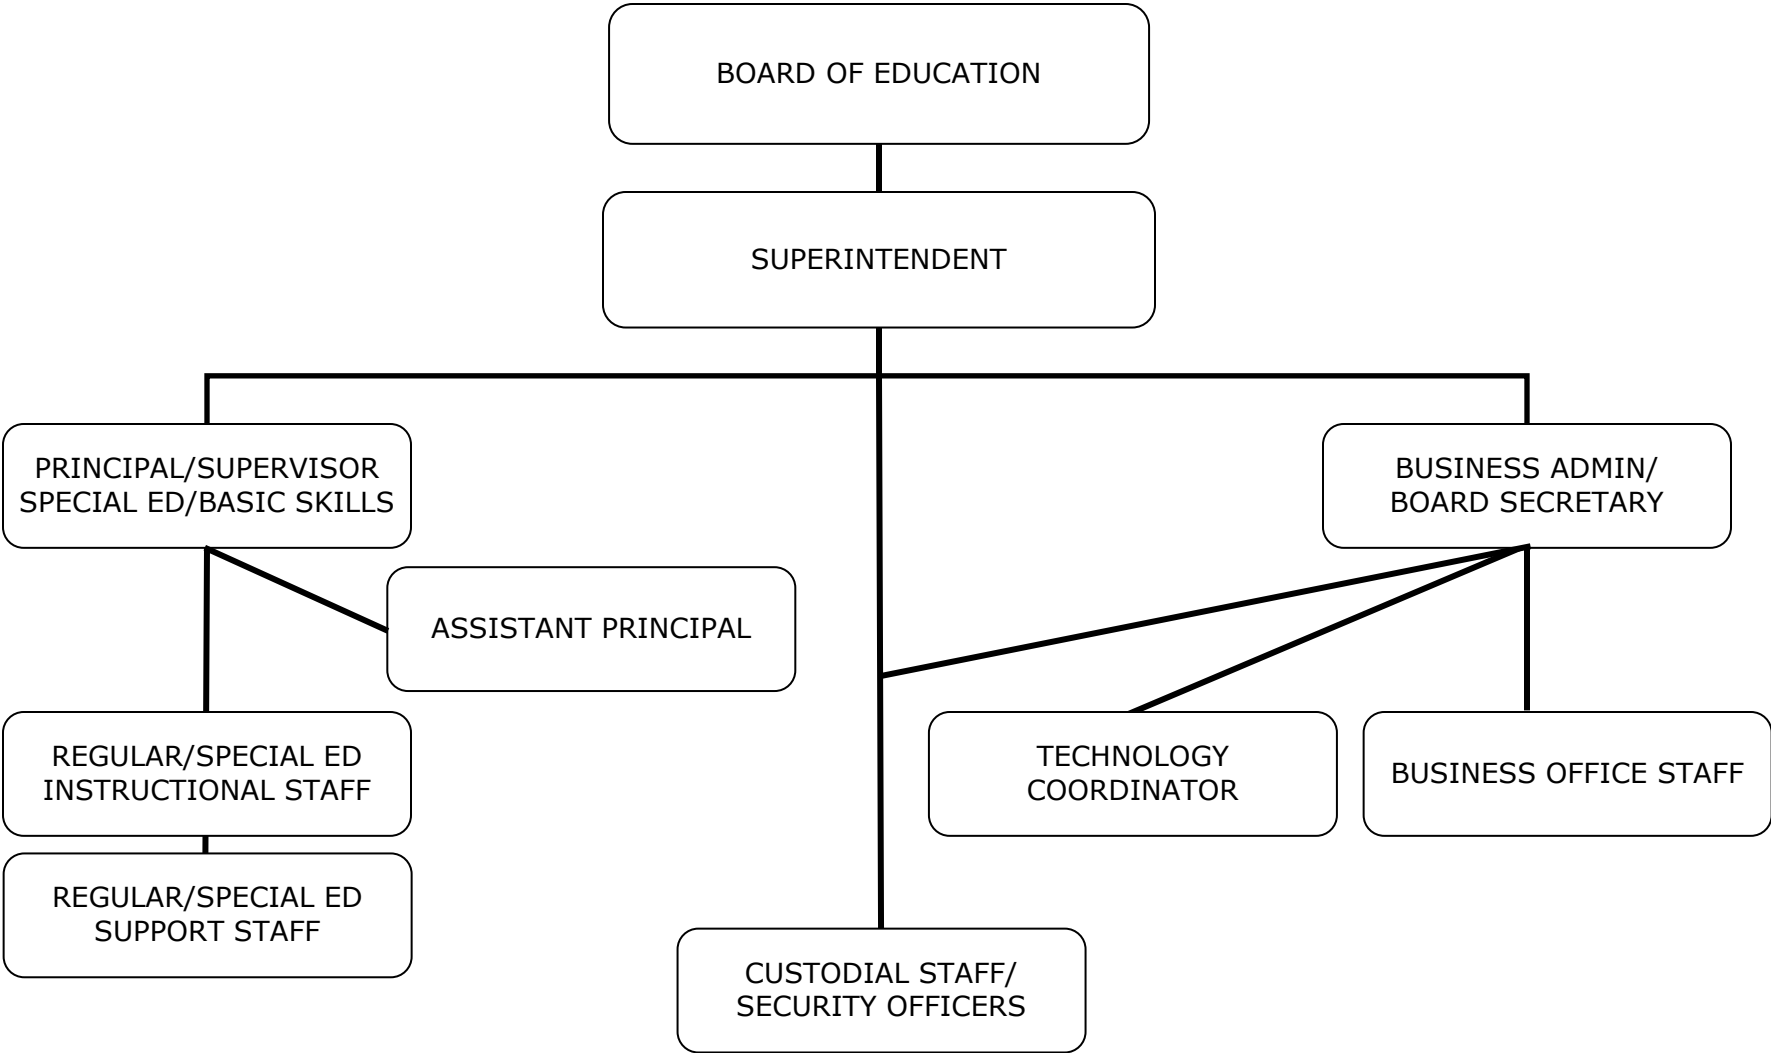 BOARD OF EDUCATION
SUPERINTENDENT
PRINCIPAL/SUPERVISOR
SPECIAL ED/BASIC SKILLS
BUSINESS ADMIN/
BOARD SECRETARY
ASSISTANT PRINCIPAL
REGULAR/SPECIAL ED
INSTRUCTIONAL STAFF
TECHNOLOGY
COORDINATOR
BUSINESS OFFICE STAFF
REGULAR/SPECIAL ED
SUPPORT STAFF
CUSTODIAL STAFF/
SECURITY OFFICERS